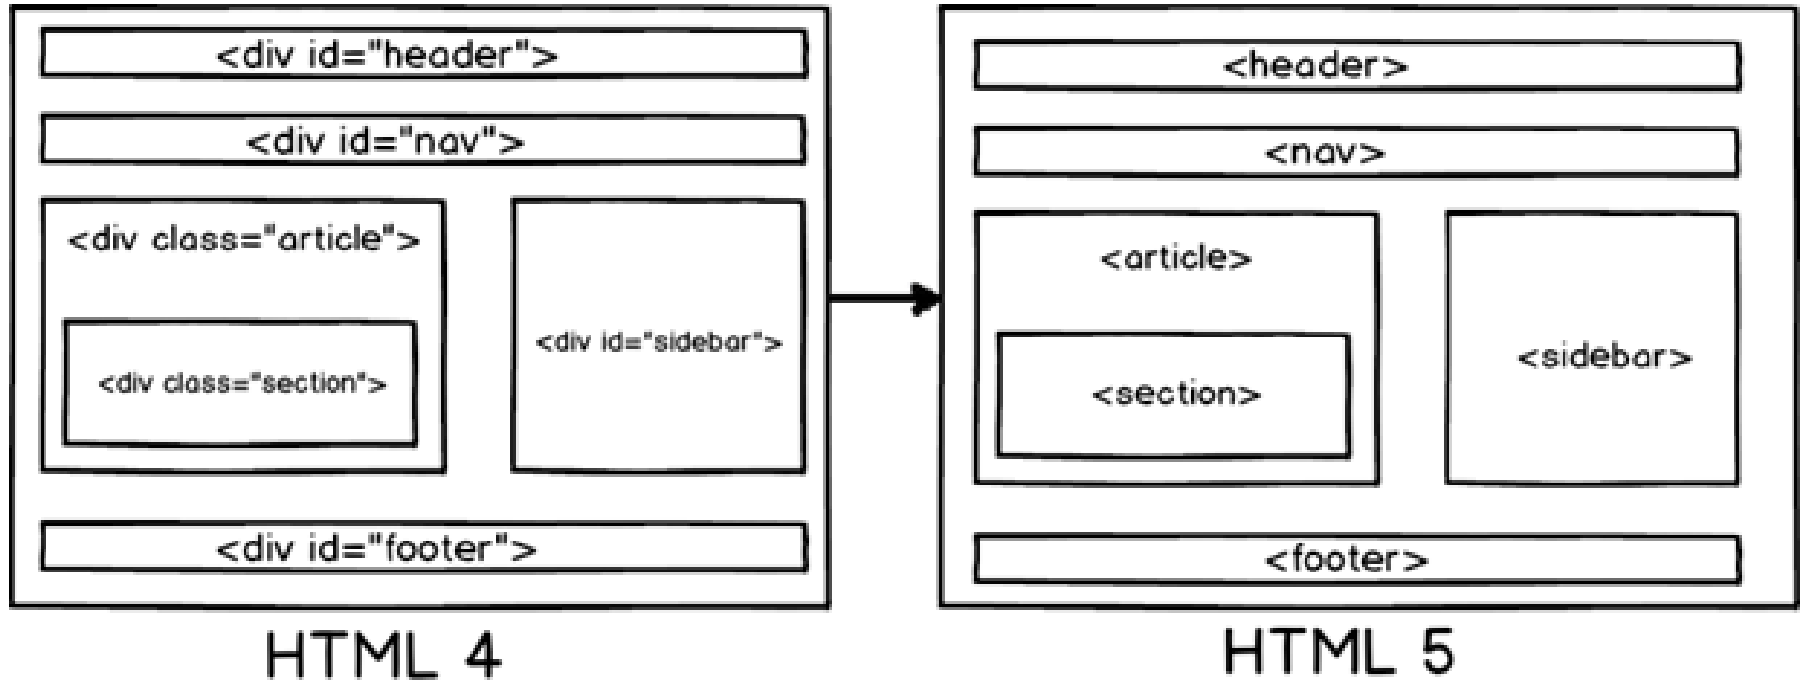 <div id="header">
<div id="nav">
<div class="article">
<div class="section">
<div id="sidebar">
<div id="footer">
HTML 4
<header>
<nav>
<article>
<section>
<sidebar>
<footer>
HTML 5